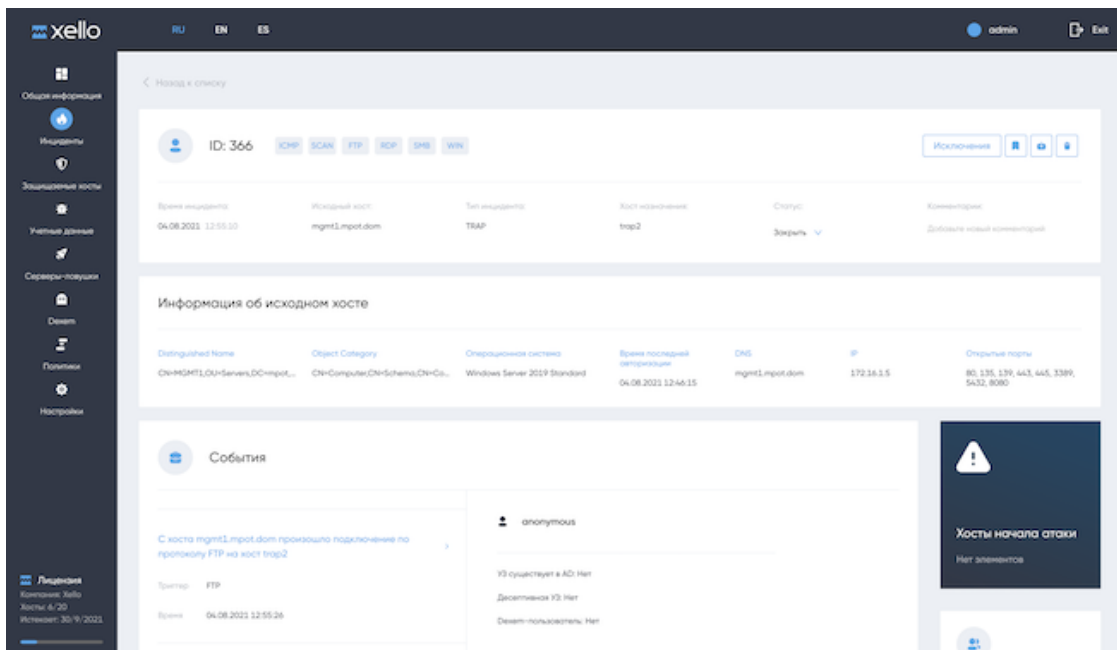 xello
RU EN ES
admin
Exit
Общая информация
Инциденты
Защищаемые хосты
Учетные данные
Серверы-ловушки
Dexem
Политики
Настройки
Лицензия
Компания: Xello
Хосты: 6/20
Истекает: 30/9/2021
Назад к списку
ID: 366 ICMP SCAN FTP RDP SMB WIN
Исключения
Время инцидента: Исходный хост: Тип инцидента: Хост назначения: Статус: Комментарии:
04.08.2021 12:55:10 mgmt1.mpot.dom TRAP trap2 Закрыть Добавьте новый комментарий
Информация об исходном хосте
Distinguished Name
CN=MGMT1,OU=Servers,DC=mpot,...
Object Category
CN=Computer,CN=Schema,CN=Co...
Операционная система
Windows Server 2019 Standard
Время последней
авторизации
04.08.2021 12:46:15
DNS
mgmt1.mpot.dom
IP
172.16.1.5
Открытые порты
80, 135, 139, 443, 445, 3389,
5432, 8080
События
С хоста mgmt1.mpot.dom произошло подключение по
протоколу FTP на хост trap2
Триггер FTP
Время 04.08.2021 12:55:26
anonymous
УЗ существует в AD: Нет
Десептивная УЗ: Нет
Dexem-пользователь: Нет
Хосты начала атаки
Нет элементов